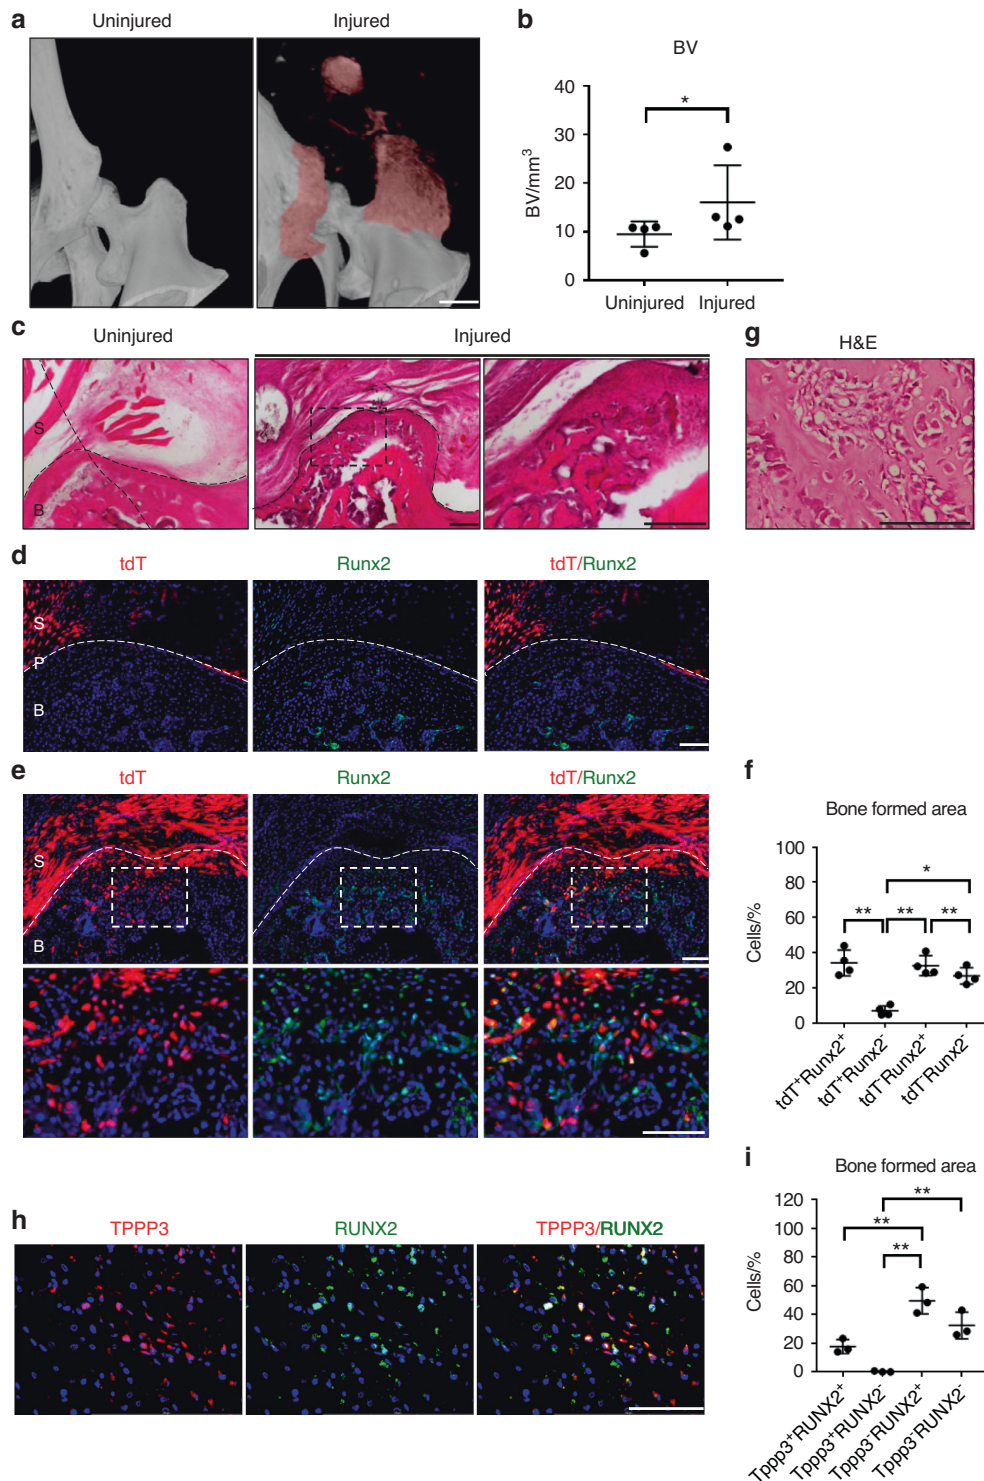 a
Uninjured
Injured
b
BV
BV/mm³
40
30
20
10
0
*
Uninjured
Injured
c
Uninjured
Injured
S
B
g
H&E
d
tdT
Runx2
tdT/Runx2
S
P
B
e
tdT
Runx2
tdT/Runx2
S
B
f
Bone formed area
Cells/%
100
80
60
40
20
0
*
** ** **
tdT⁺Runx2⁺
tdT⁺Runx2⁻
tdT⁻Runx2⁺
tdT⁻Runx2⁻
h
TPPP3
RUNX2
TPPP3/RUNX2
i
Bone formed area
Cells/%
120
100
80
60
40
20
0
**
**
**
Tppp3⁺RUNX2⁺
Tppp3⁺RUNX2⁻
Tppp3⁻RUNX2⁺
Tppp3⁻RUNX2⁻